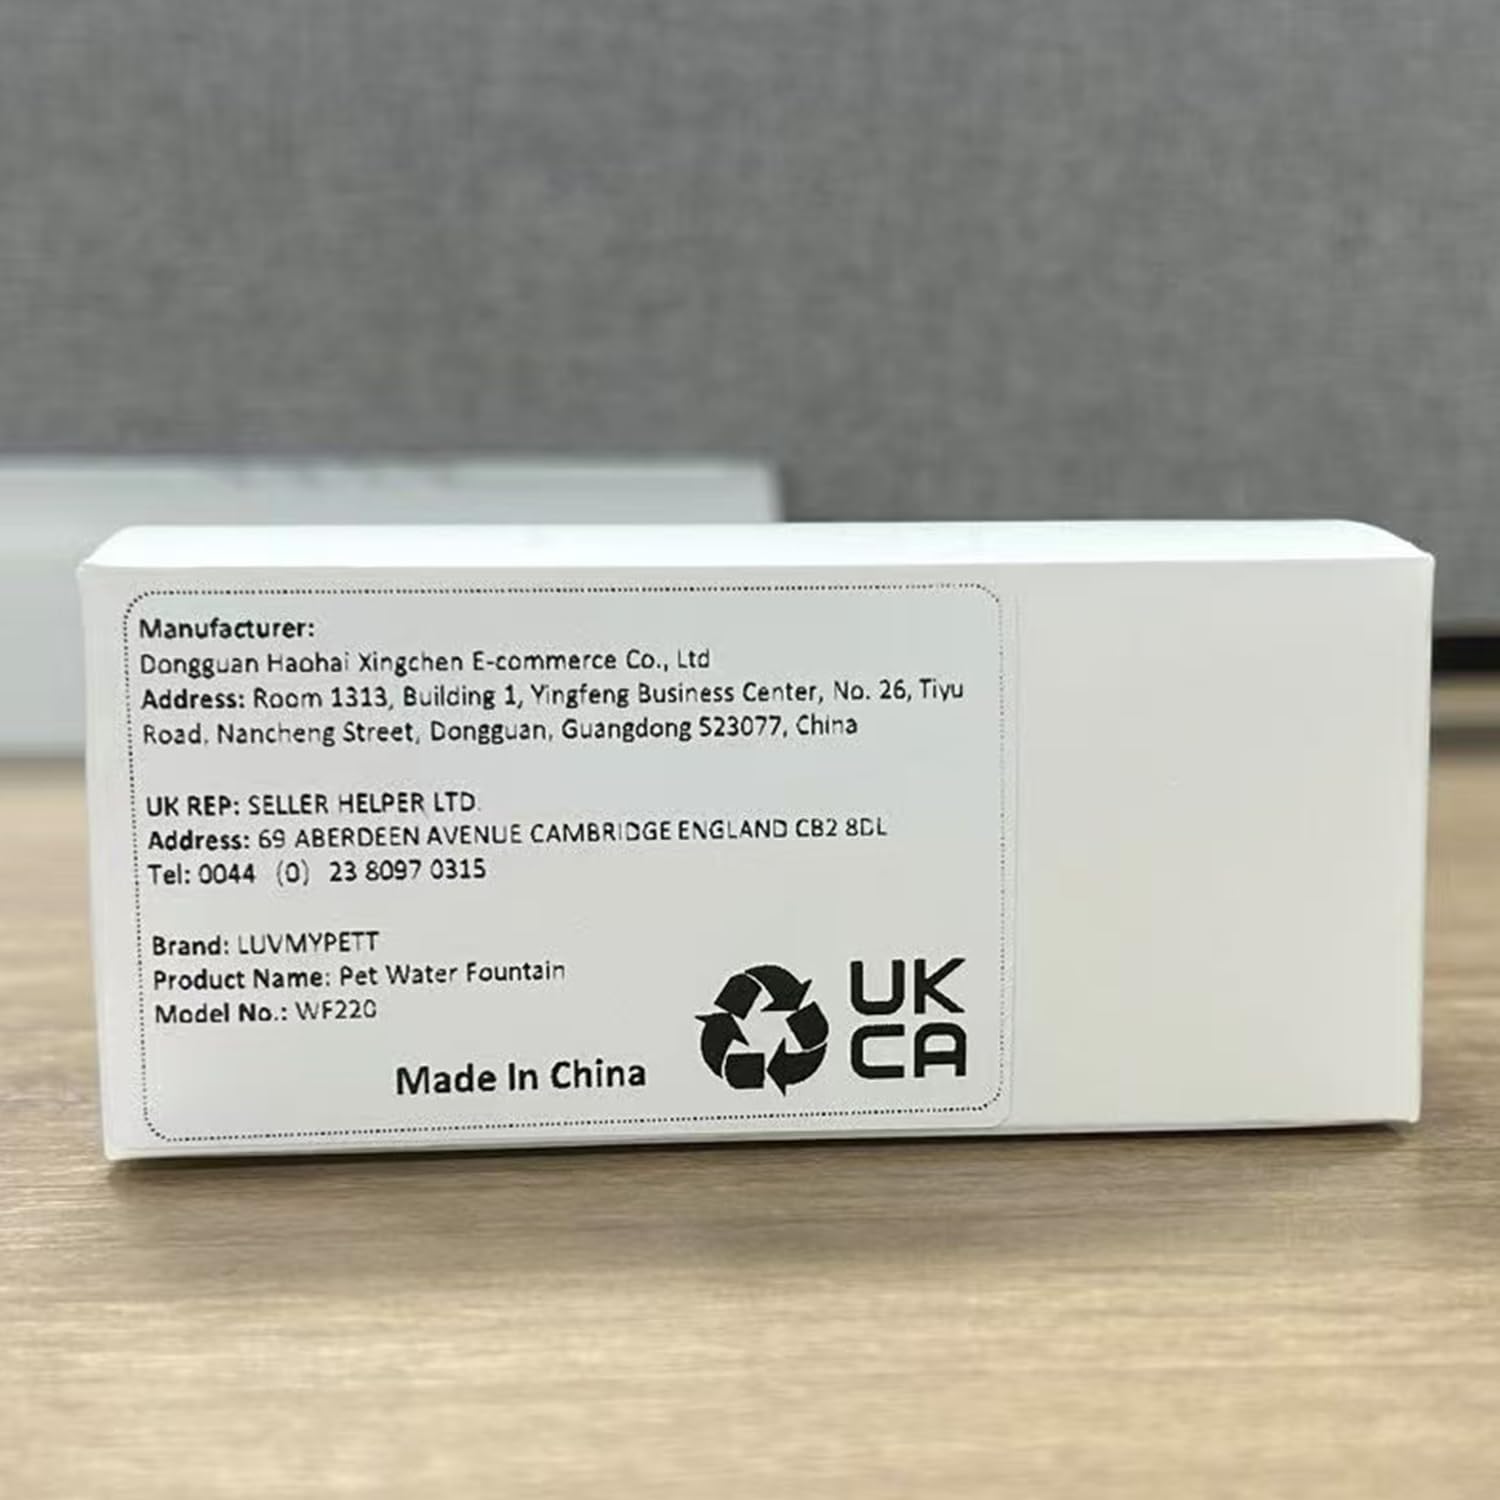 Manufacturer:
Dongguan Haohai Xingchen E-commerce Co., Ltd
Address: Room 1313, Building 1, Yingfeng Business Center, No. 26, Tiyu
Road, Nancheng Street, Dongguan, Guangdong 523077, China
UK REP: SELLER HELPER LTD.
Address: 69 ABERDEEN AVENUE CAMBRIDGE ENGLAND CB2 8DL
Tel: 0044 (0) 23 8097 0315
Brand: LUVMYPETT
Product Name: Pet Water Fountain
Model No.: WF220
Made In China
UK
CA